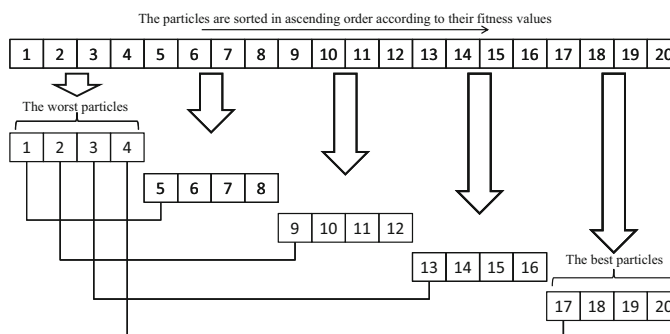 The particles are sorted in ascending order according to their fitness values
1 2 3 4 5 6 7 8 9 10 11 12 13 14 15 16 17 18 19 20
The worst particles
1 2 3 4
5 6 7 8
9 10 11 12
The best particles
13 14 15 16
17 18 19 20